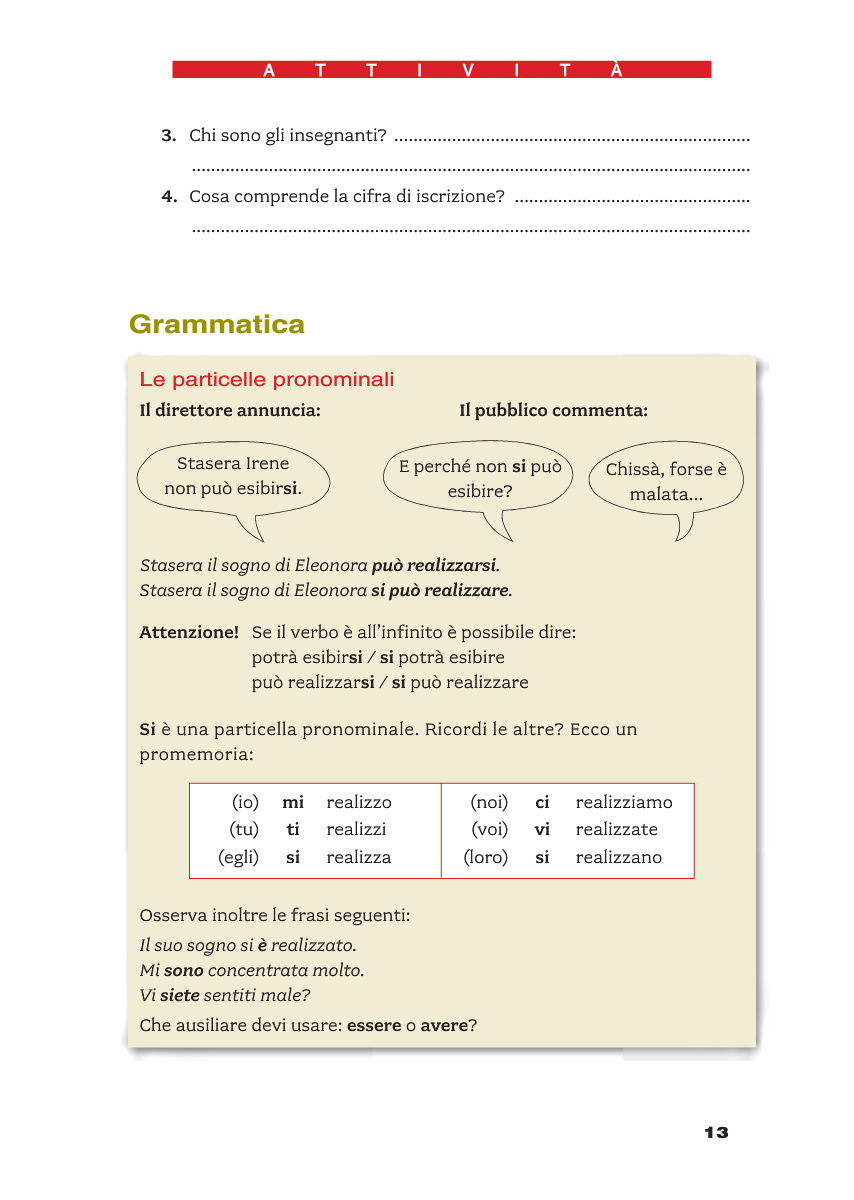 ATTIVITÀ
3. Chi sono gli insegnanti? ..........................................................................
....................................................................................................................
4. Cosa comprende la cifra di iscrizione? .................................................
....................................................................................................................
Grammatica
Le particelle pronominali
Il direttore annuncia: Il pubblico commenta:
Stasera Irene
non può esibirsi.
E perché non si può
esibire?
Chissà, forse è
malata...
Stasera il sogno di Eleonora può realizzarsi.
Stasera il sogno di Eleonora si può realizzare.
Attenzione! Se il verbo è all'infinito è possibile dire:
potrà esibirsi / si potrà esibire
può realizzarsi / si può realizzare
Si è una particella pronominale. Ricordi le altre? Ecco un
promemoria:
(io) mi realizzo (noi) ci realizziamo
(tu) ti realizzi (voi) vi realizzate
(egli) si realizza (loro) si realizzano
Osserva inoltre le frasi seguenti:
Il suo sogno si è realizzato.
Mi sono concentrata molto.
Vi siete sentiti male?
Che ausiliare devi usare: essere o avere?
13